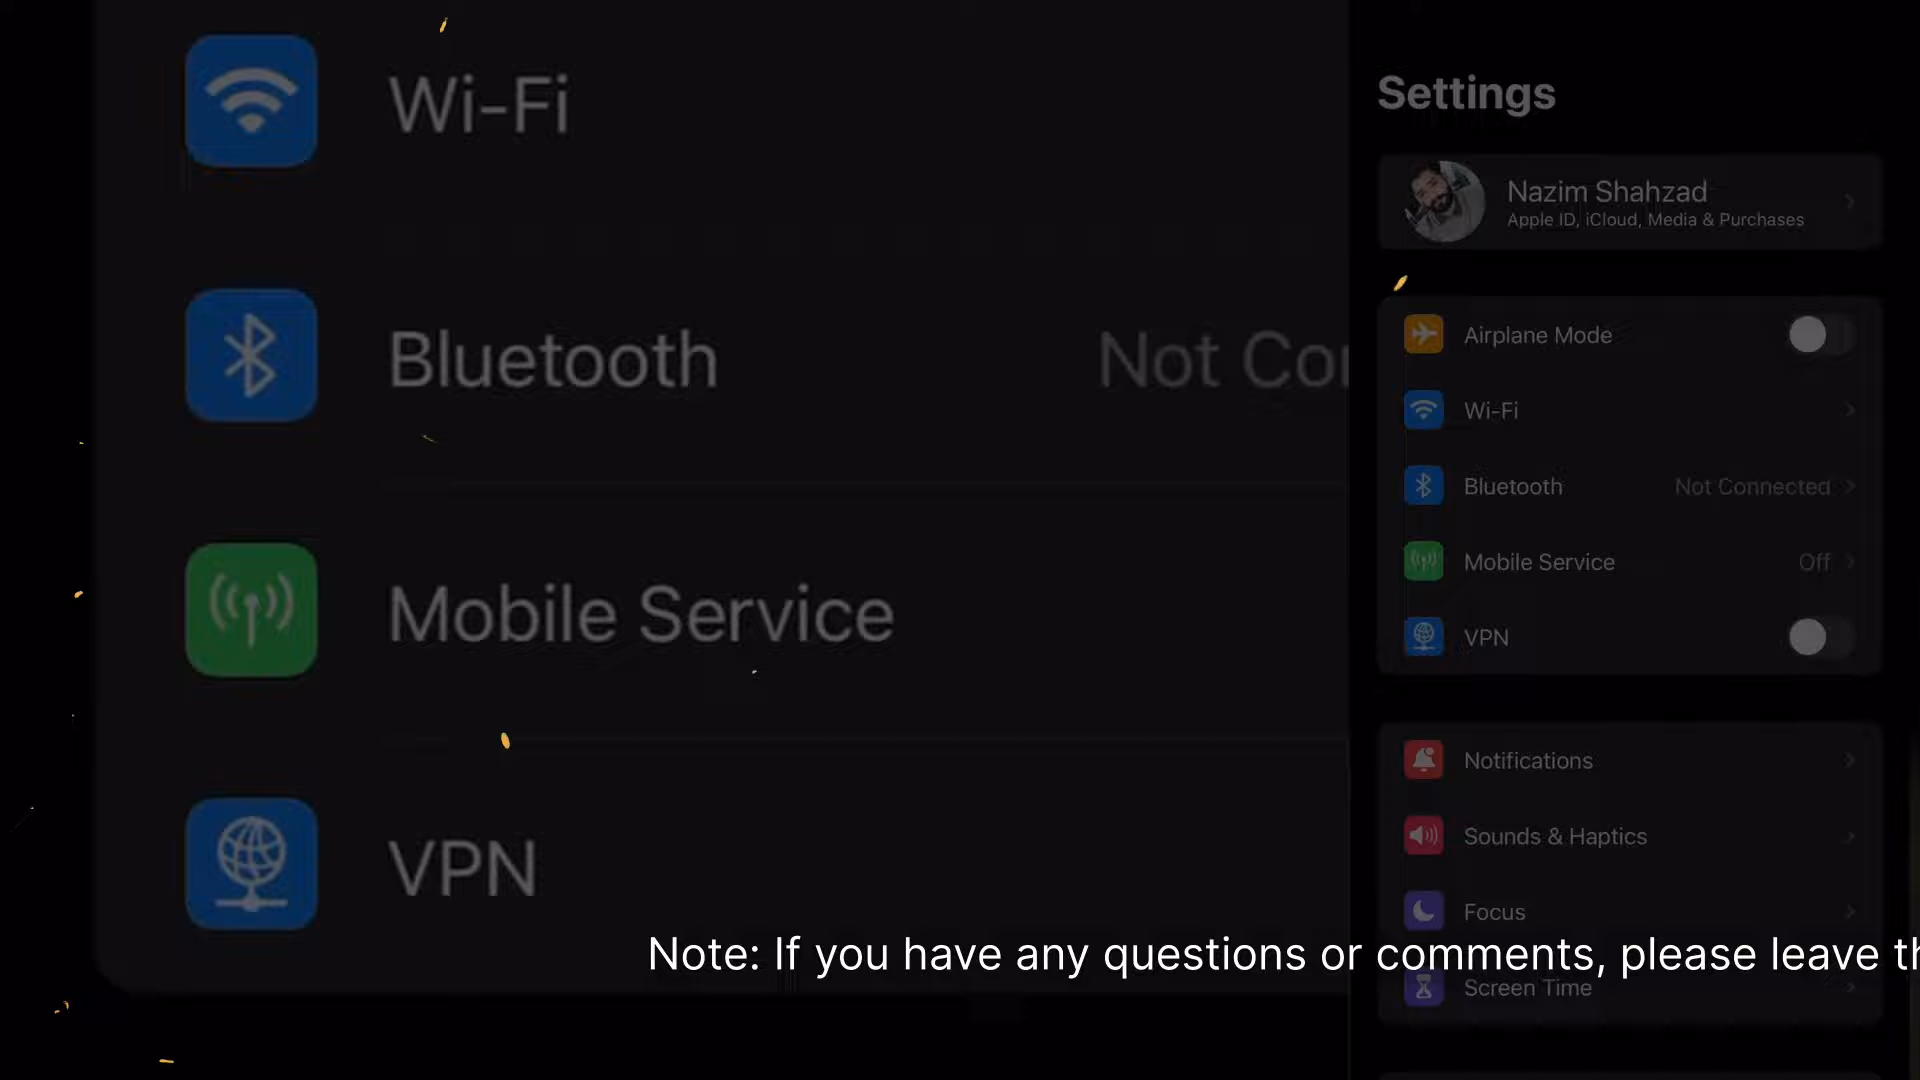 Wi-Fi
Bluetooth
Not Co
Mobile Service
VPN
Settings
Nazim Shahzad
Apple ID, iCloud, Media & Purchases
Airplane Mode
Wi-Fi
Bluetooth Not Connected
Mobile Service Off
VPN
Notifications
Sounds & Haptics
Focus
Note: If you have any questions or comments, please leave th
Screen Time